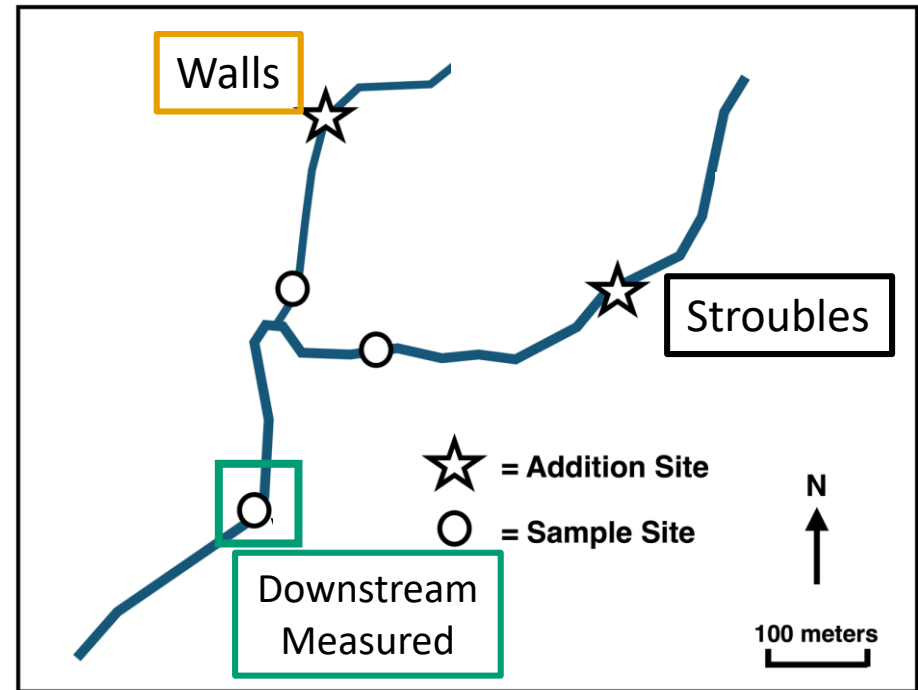 Walls
Stroubles
= Addition Site
= Sample Site
N
Downstream
Measured
100 meters